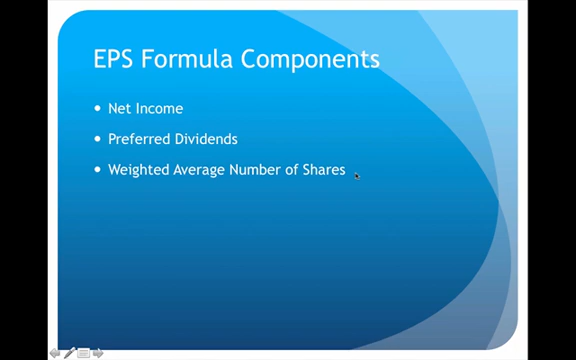 EPS Formula Components
• Net Income
• Preferred Dividends
• Weighted Average Number of Shares